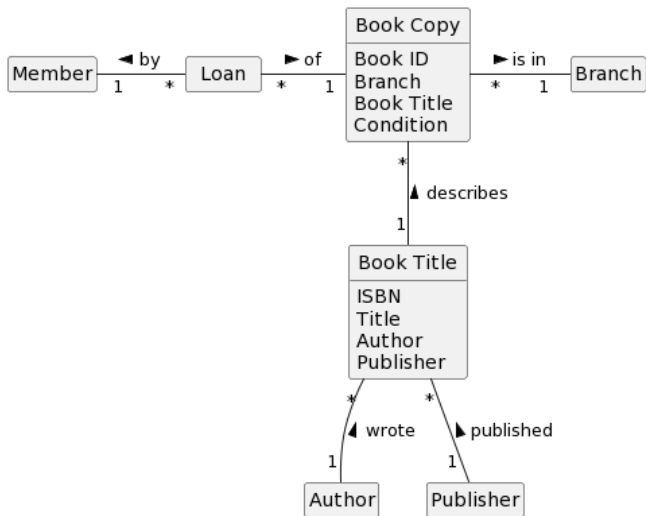 Book Copy
◄ by
► of
Book ID
► is in
Member
Loan
Branch
Branch
1
*
*
1
Book Title
*
1
Condition
*
▲ describes
1
Book Title
ISBN
Title
Author
Publisher
*
*
▲ wrote
▲ published
1
1
Author
Publisher